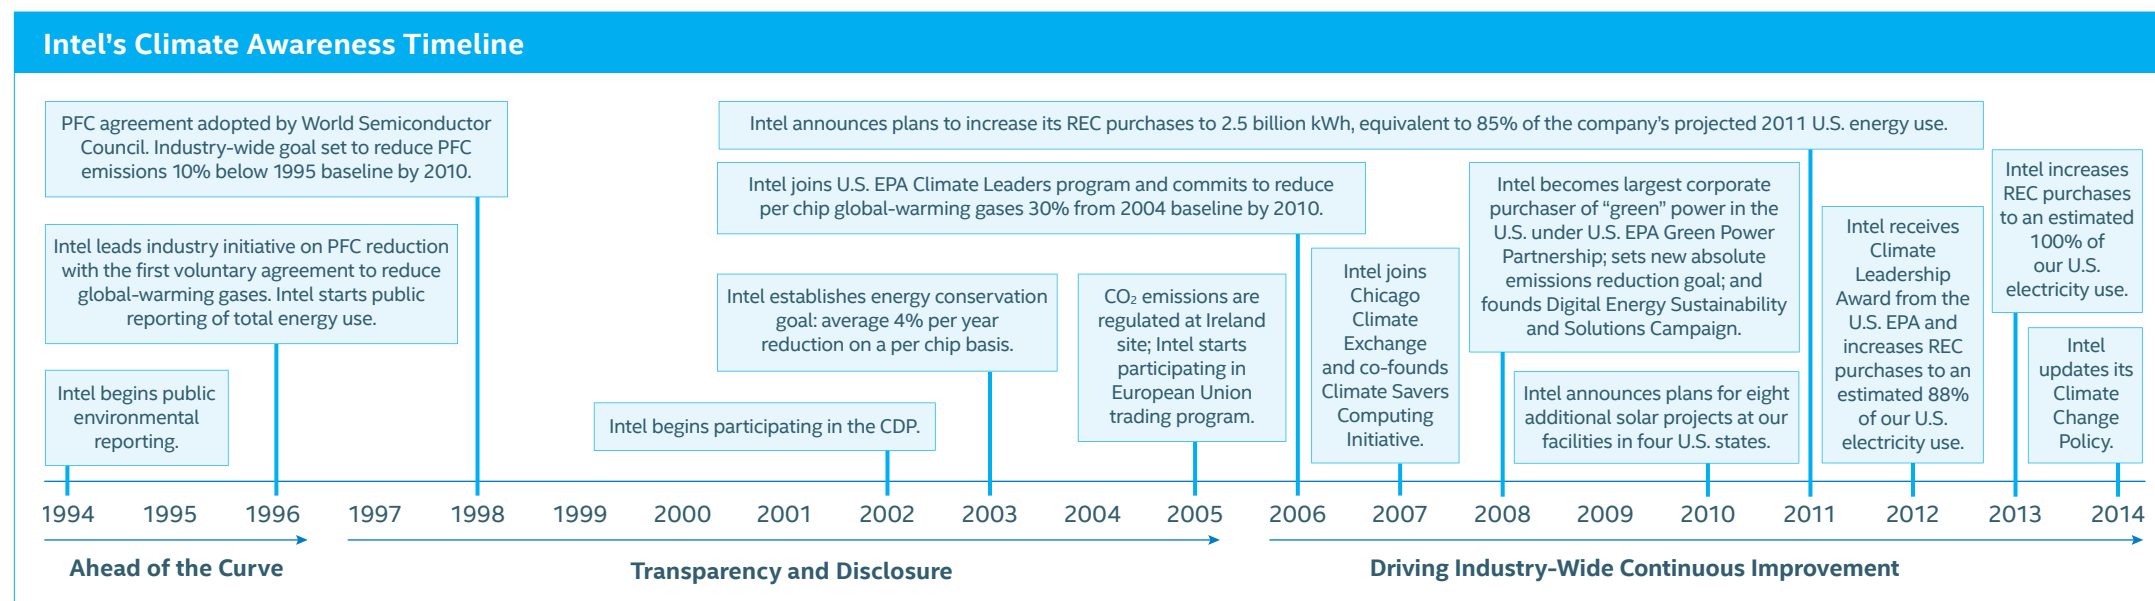 Intel's Climate Awareness Timeline
PFC agreement adopted by World Semiconductor
Council. Industry-wide goal set to reduce PFC
emissions 10% below 1995 baseline by 2010.
Intel leads industry initiative on PFC reduction
with the first voluntary agreement to reduce
global-warming gases. Intel starts public
reporting of total energy use.
Intel begins public
environmental
reporting.
Intel announces plans to increase its REC purchases to 2.5 billion kWh, equivalent to 85% of the company's projected 2011 U.S. energy use.
Intel joins U.S. EPA Climate Leaders program and commits to reduce
per chip global-warming gases 30% from 2004 baseline by 2010.
Intel establishes energy conservation
goal: average 4% per year
reduction on a per chip basis.
Intel begins participating in the CDP.
CO₂ emissions are
regulated at Ireland
site; Intel starts
participating in
European Union
trading program.
Intel joins
Chicago
Climate
Exchange
and co-founds
Climate Savers
Computing
Initiative.
Intel becomes largest corporate
purchaser of “green” power in the
U.S. under U.S. EPA Green Power
Partnership; sets new absolute
emissions reduction goal; and
founds Digital Energy Sustainability
and Solutions Campaign.
Intel announces plans for eight
additional solar projects at our
facilities in four U.S. states.
Intel receives
Climate
Leadership
Award from the
U.S. EPA and
increases REC
purchases to an
estimated 88%
of our U.S.
electricity use.
Intel increases
REC purchases
to an estimated
100% of
our U.S.
electricity use.
Intel
updates its
Climate
Change
Policy.
1994 1995 1996 1997 1998 1999 2000 2001 2002 2003 2004 2005 2006 2007 2008 2009 2010 2011 2012 2013 2014
Ahead of the Curve
Transparency and Disclosure
Driving Industry-Wide Continuous Improvement